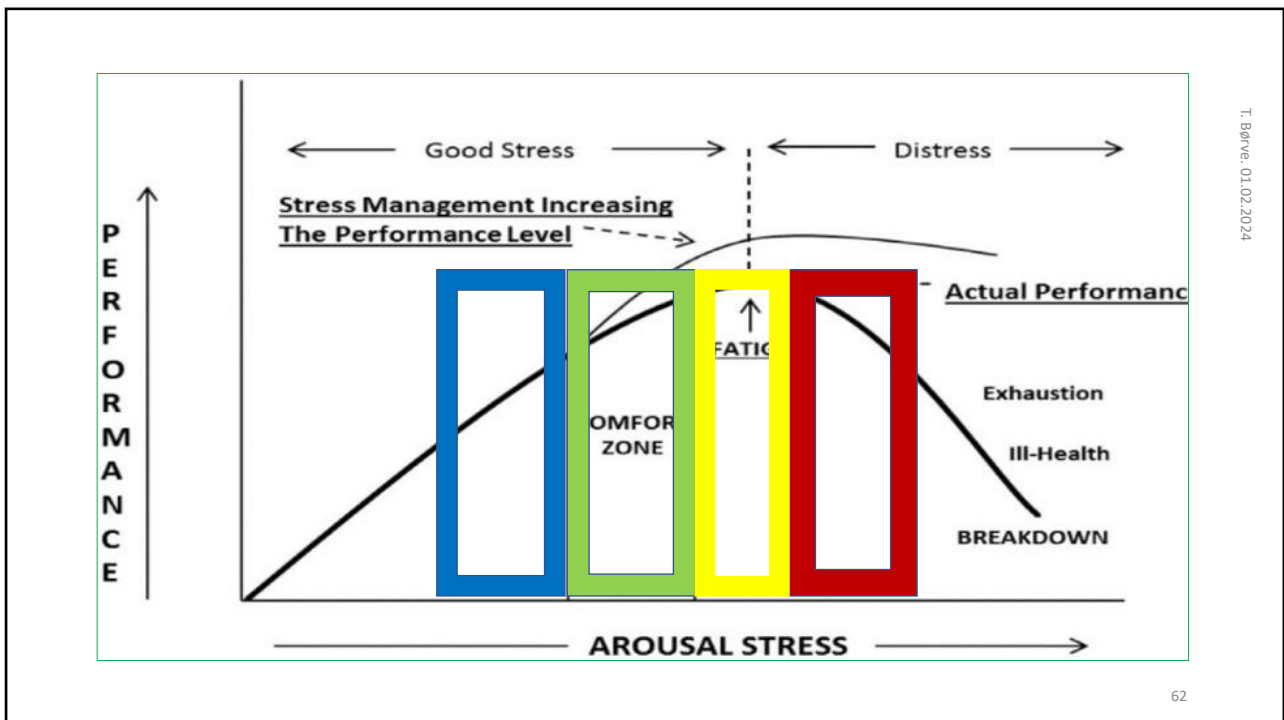 Good Stress
Distress
Stress Management Increasing
The Performance Level
PERFORMANCE
Actual Performanc
FATIG
OMFOR
ZONE
Exhaustion
Ill-Health
BREAKDOWN
AROUSAL STRESS
T. Børve. 01.02.2024
62